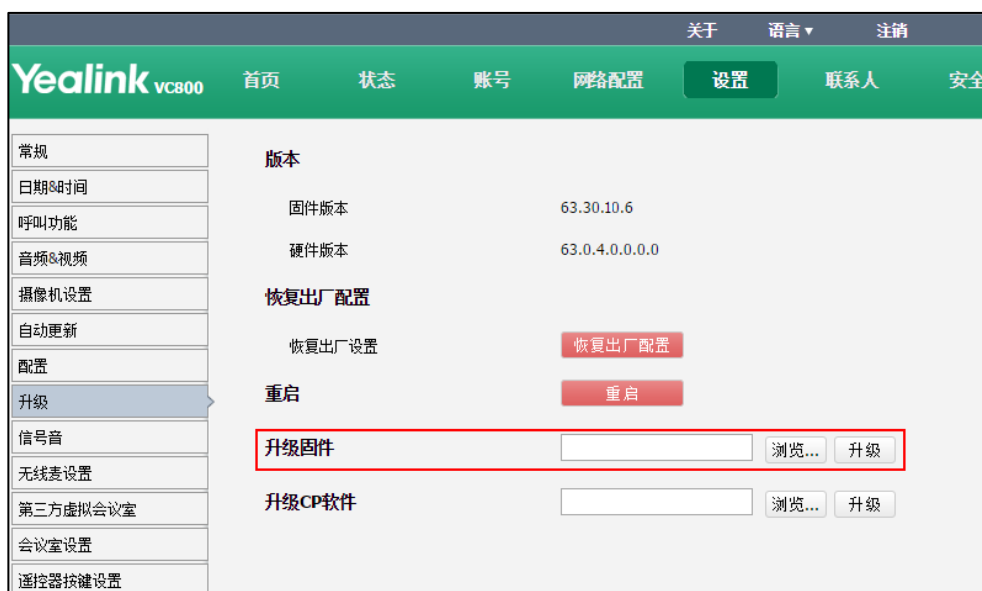 关于 语言▼ 注销
Yealink VC800 首页 状态 账号 网络配置 设置 联系人 安全
常规
日期&时间
呼叫功能
音频&视频
摄像机设置
自动更新
配置
升级
信号音
无线麦设置
第三方虚拟会议室
会议室设置
遥控器按键设置
版本
固件版本 63.30.10.6
硬件版本 63.0.4.0.0.0.0
恢复出厂配置
恢复出厂设置 恢复出厂配置
重启 重启
升级固件 浏览... 升级
升级CP软件 浏览... 升级